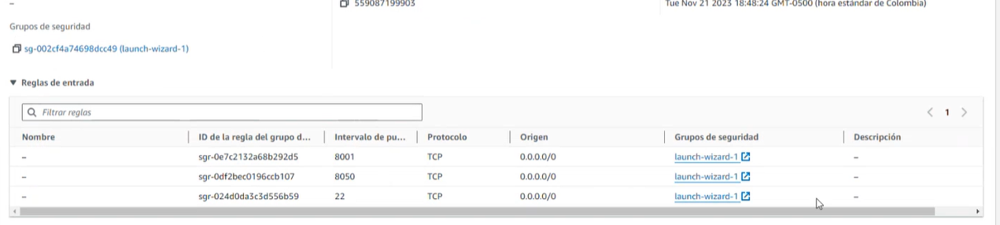 –
559087199903
Tue Nov 21 2023 18:48:24 GMT-0500 (hora estándar de Colombia)
Grupos de seguridad
sg-002cf4a74698dcc49 (launch-wizard-1)
Reglas de entrada
Filtrar reglas
1
Nombre ID de la regla del grupo d... Intervalo de pu... Protocolo Origen Grupos de seguridad Descripción
– sgr-0e7c2132a68b292d5 8001 TCP 0.0.0.0/0 launch-wizard-1 –
– sgr-0df2bec0196ccb107 8050 TCP 0.0.0.0/0 launch-wizard-1 –
– sgr-024d0da3c3d556b59 22 TCP 0.0.0.0/0 launch-wizard-1 –